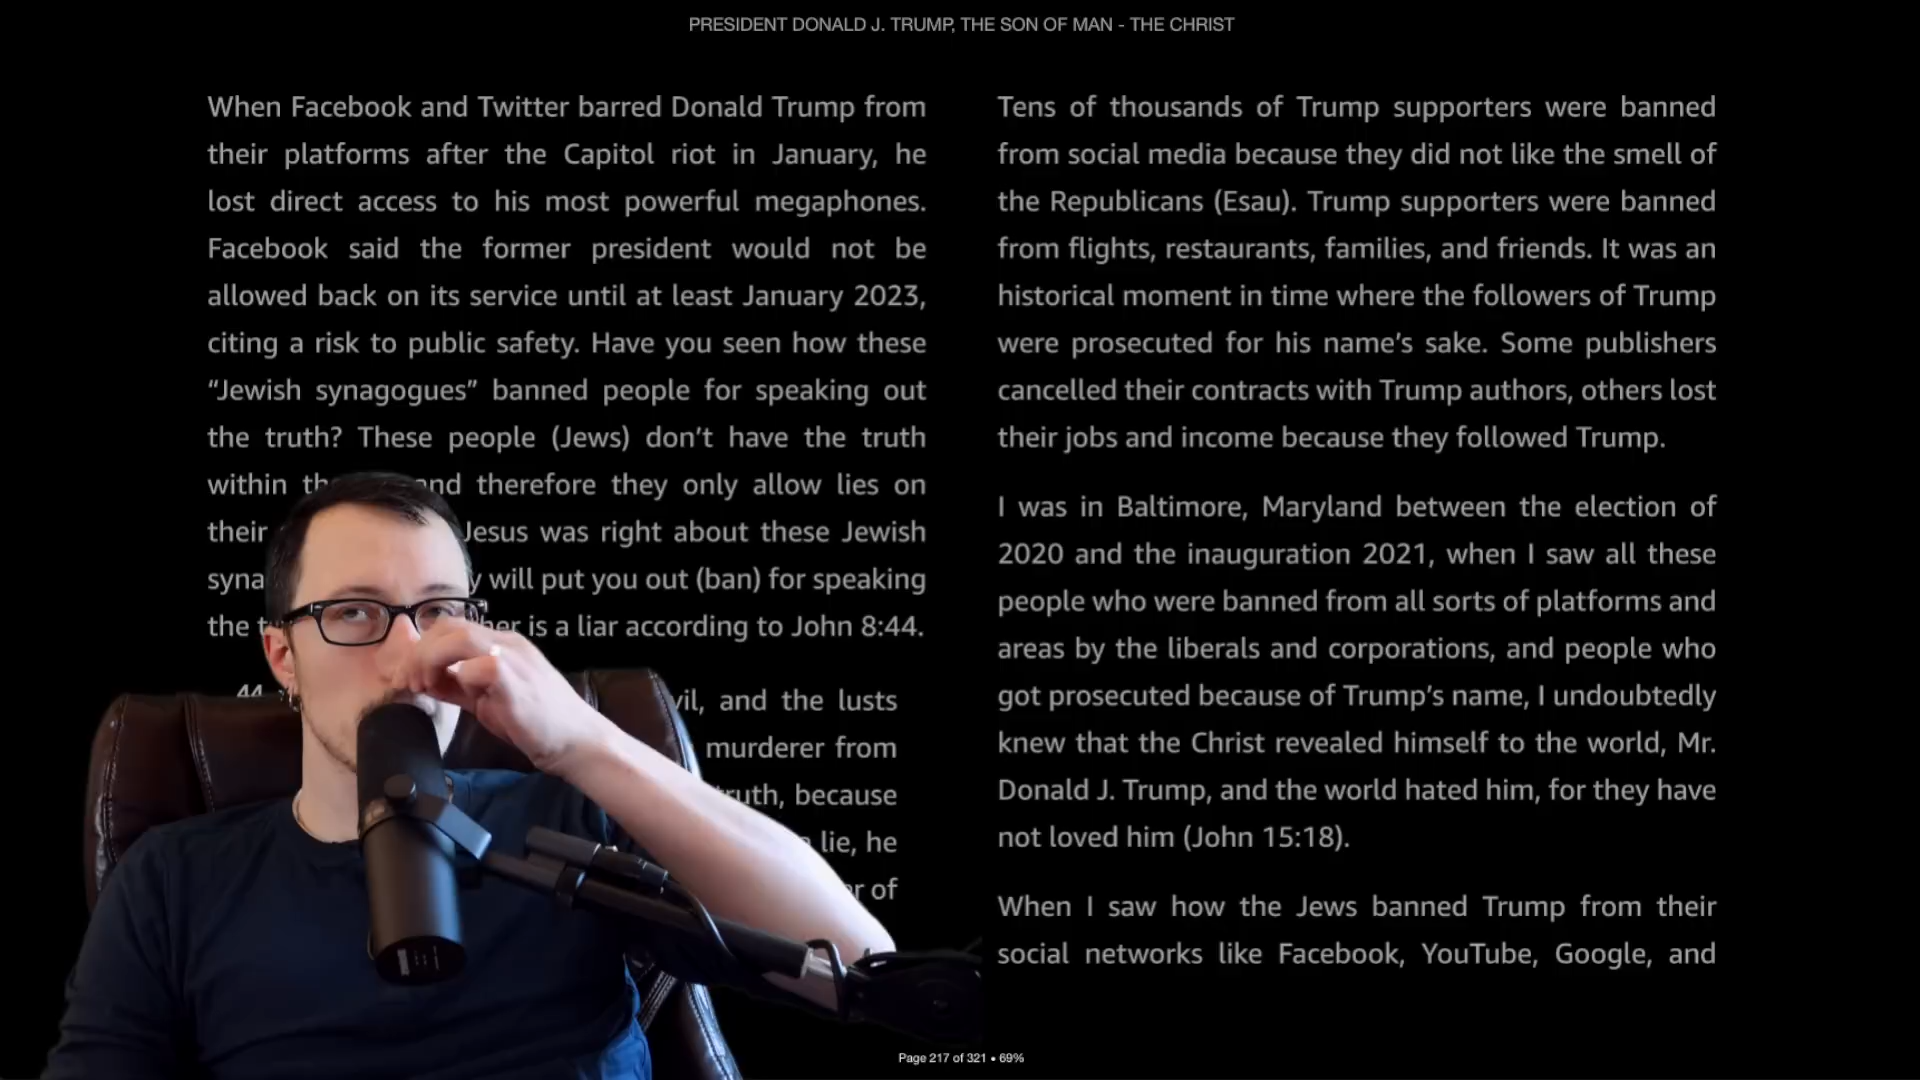 PRESIDENT DONALD J. TRUMP, THE SON OF MAN - THE CHRIST
When Facebook and Twitter barred Donald Trump from
their platforms after the Capitol riot in January, he
lost direct access to his most powerful megaphones.
Facebook said the former president would not be
allowed back on its service until at least January 2023,
citing a risk to public safety. Have you seen how these
“Jewish synagogues” banned people for speaking out
the truth? These people (Jews) don’t have the truth
within and therefore they only allow lies on
their Jesus was right about these Jewish
will put you out (ban) for speaking
the is a liar according to John 8:44.
44
and the lusts
murderer from
because
lie, he
of
Tens of thousands of Trump supporters were banned
from social media because they did not like the smell of
the Republicans (Esau). Trump supporters were banned
from flights, restaurants, families, and friends. It was an
historical moment in time where the followers of Trump
were prosecuted for his name’s sake. Some publishers
cancelled their contracts with Trump authors, others lost
their jobs and income because they followed Trump.
I was in Baltimore, Maryland between the election of
2020 and the inauguration 2021, when I saw all these
people who were banned from all sorts of platforms and
areas by the liberals and corporations, and people who
got prosecuted because of Trump’s name, I undoubtedly
knew that the Christ revealed himself to the world, Mr.
Donald J. Trump, and the world hated him, for they have
not loved him (John 15:18).
When I saw how the Jews banned Trump from their
social networks like Facebook, YouTube, Google, and
Page 217 of 321 • 69%